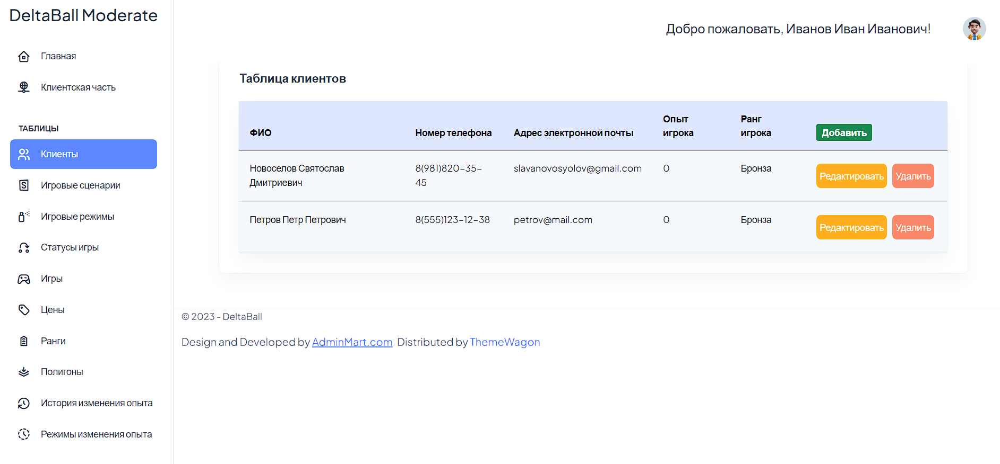 DeltaBall Moderate
Добро пожаловать, Иванов Иван Иванович!
Главная
Клиентская часть
ТАБЛИЦЫ
Клиенты
Игровые сценарии
Игровые режимы
Статусы игры
Игры
Цены
Ранги
Полигоны
История изменения опыта
Режимы изменения опыта
Таблица клиентов
ФИО
Номер телефона
Адрес электронной почты
Опыт
игрока
Ранг
игрока
Добавить
Новоселов Святослав
Дмитриевич
8(981)820-35-
45
slavanovosyolov@gmail.com
0
Бронза
Редактировать
Удалить
Петров Петр Петрович
8(555)123-12-38
petrov@mail.com
0
Бронза
Редактировать
Удалить
© 2023 - DeltaBall
Design and Developed by AdminMart.com Distributed by ThemeWagon